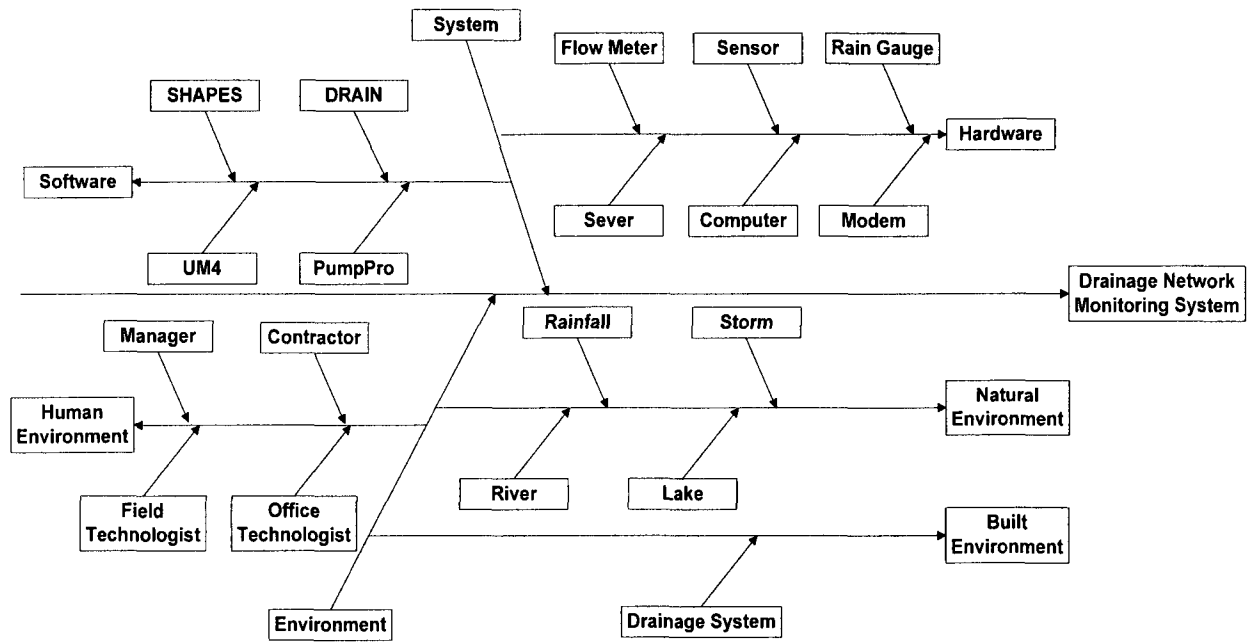 System
Flow Meter
Sensor
Rain Gauge
SHAPES
DRAIN
Hardware
Software
Sever
Computer
Modem
UM4
PumpPro
Drainage Network
Monitoring System
Rainfall
Storm
Manager
Contractor
Human
Environment
Natural
Environment
River
Lake
Field
Technologist
Office
Technologist
Built
Environment
Environment
Drainage System